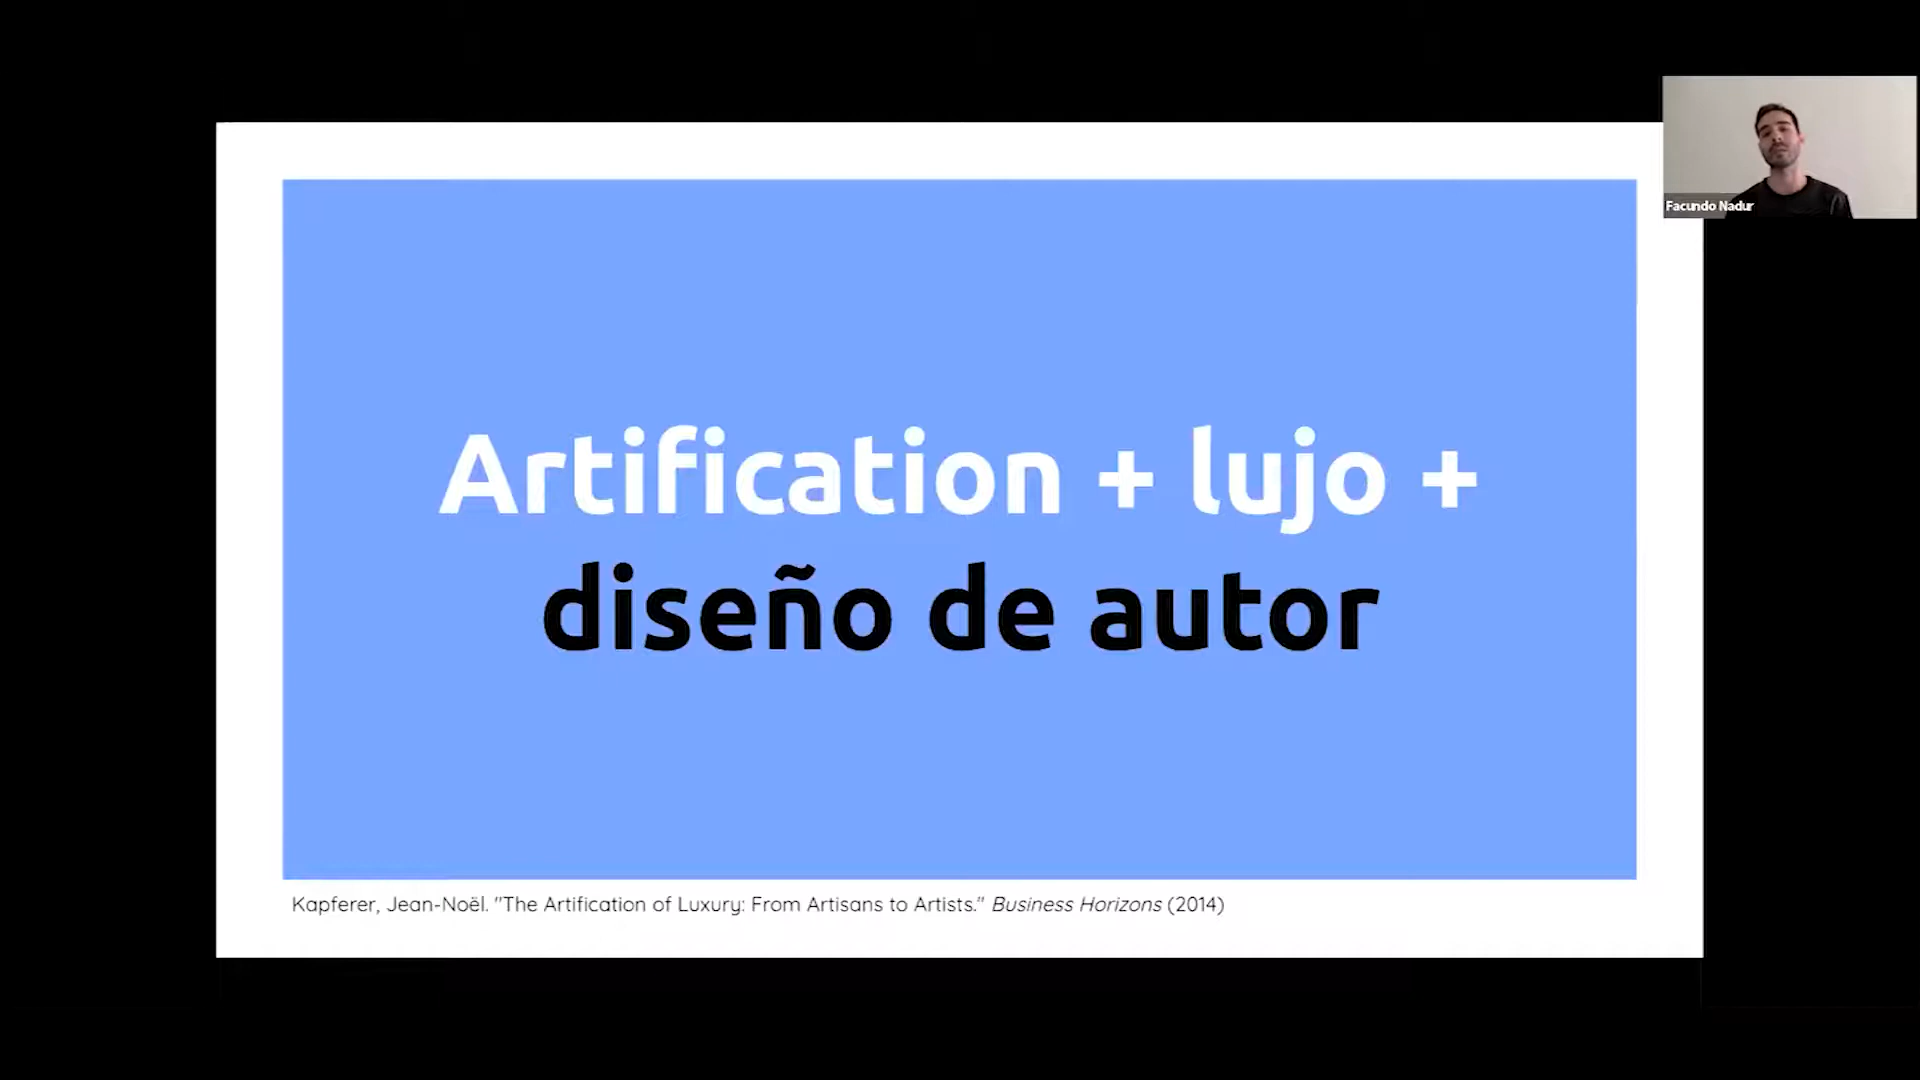 Facundo Nadur
Artification + lujo +
diseño de autor
Kapferer, Jean-Noël. "The Artification of Luxury: From Artisans to Artists." Business Horizons (2014)